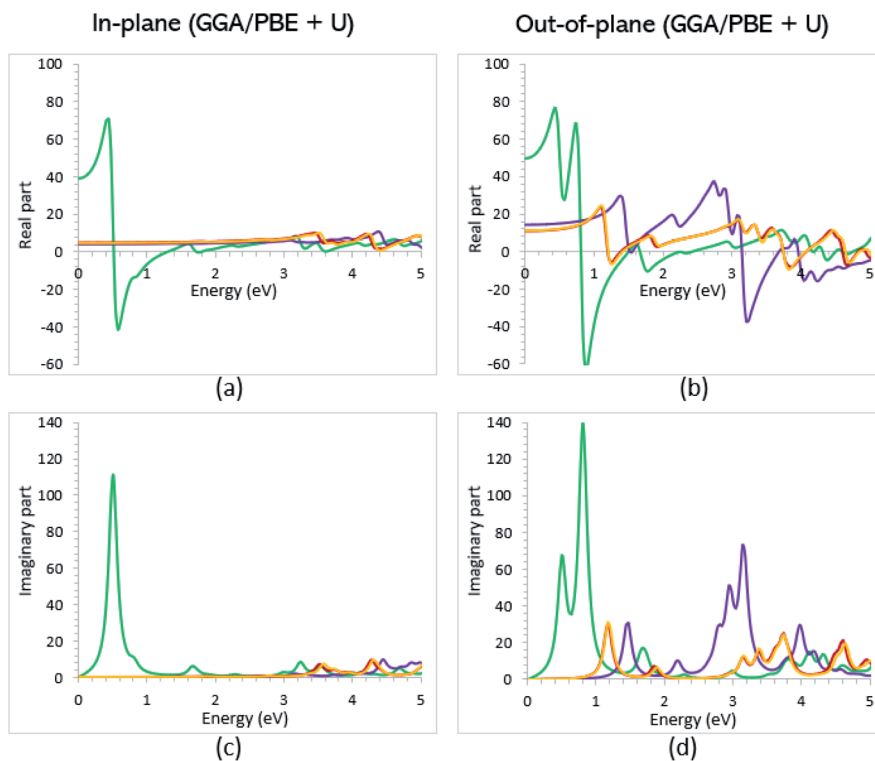 In-plane (GGA/PBE + U)
Out-of-plane (GGA/PBE + U)
100
80
60
40
20
0
-20
-40
-60
Real part
0 1 2 3 4 5
Energy (eV)
(a)
100
80
60
40
20
0
-20
-40
-60
Real part
0 1 2 3 4 5
Energy (eV)
(b)
140
120
100
80
60
40
20
0
Imaginary part
0 1 2 3 4 5
Energy (eV)
(c)
140
120
100
80
60
40
20
0
Imaginary part
0 1 2 3 4 5
Energy (eV)
(d)